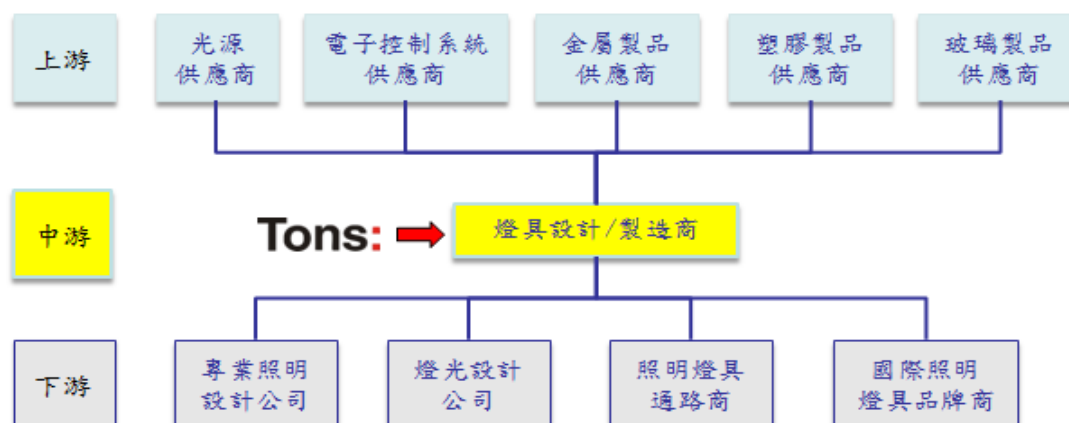 上游
光源
供應商
電子控制系統
供應商
金屬製品
供應商
塑膠製品
供應商
玻璃製品
供應商
中游
Tons:
燈具設計/製造商
下游
專業照明
設計公司
燈光設計
公司
照明燈具
通路商
國際照明
燈具品牌商